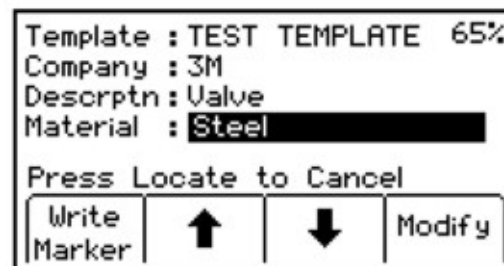 Template : TEST TEMPLATE 65%
Company : 3M
Descrptn : Valve
Material : Steel
Press Locate to Cancel
Write Marker
Modify